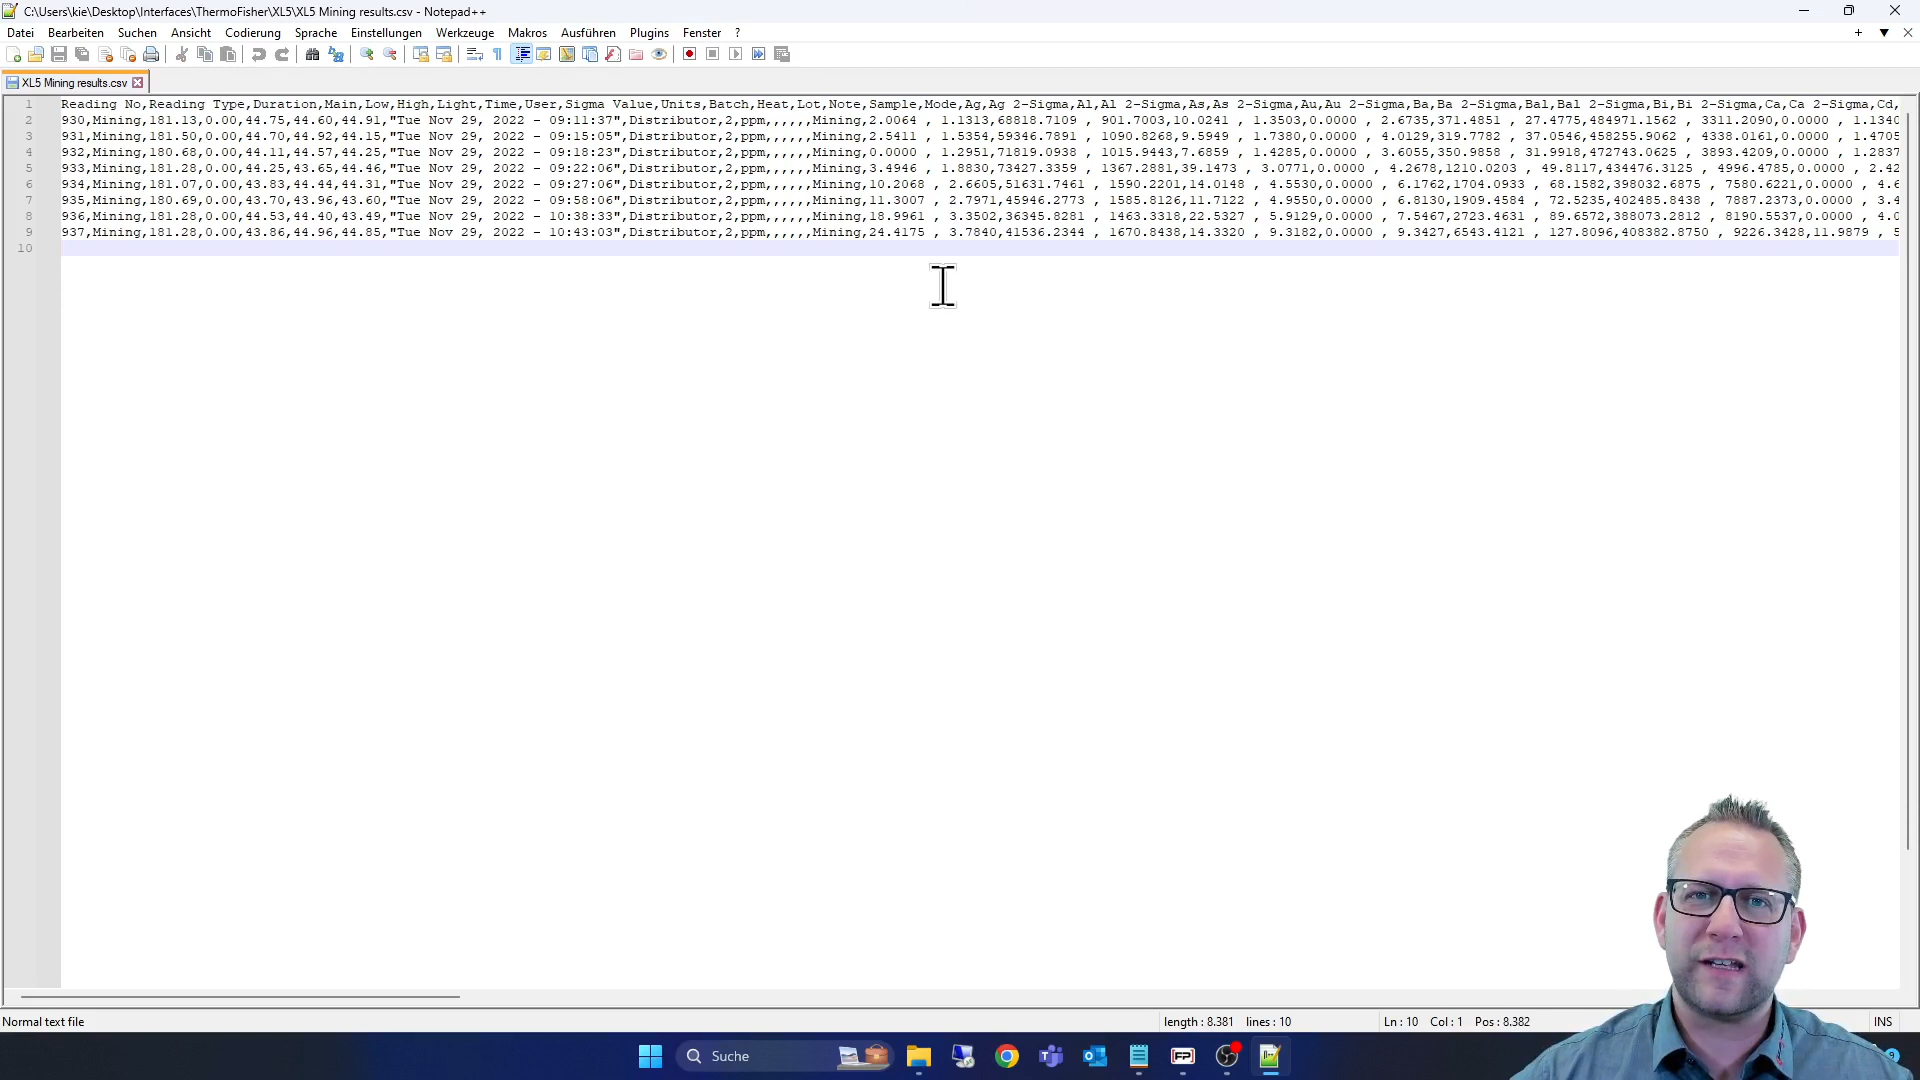 C:\Users\kie\Desktop\Interfaces\ThermoFisher\XL5\XL5 Mining results.csv - Notepad++
Datei Bearbeiten Suchen Ansicht Codierung Sprache Einstellungen Werkzeuge Makros Ausführen Plugins Fenster ?
XL5 Mining results.csv
1 Reading No,Reading Type,Duration,Main,Low,High,Light,Time,User,Sigma Value,Units,Batch,Heat,Lot,Note,Sample,Mode,Ag,Ag 2-Sigma,Al,Al 2-Sigma,As,As 2-Sigma,Au,Au 2-Sigma,Ba,Ba 2-Sigma,Bal,Bal 2-Sigma,Bi,Bi 2-Sigma,Ca,Ca 2-Sigma,Cd,
2 930,Mining,181.13,0.00,44.75,44.60,44.91,"Tue Nov 29, 2022 - 09:11:37",Distributor,2,ppm,,,,,,Mining,2.0064 , 1.1313,68818.7109 , 901.7003,10.0241 , 1.3503,0.0000 , 2.6735,371.4851 , 27.4775,484971.1562 , 3311.2090,0.0000 , 1.1340
3 931,Mining,181.50,0.00,44.70,44.92,44.15,"Tue Nov 29, 2022 - 09:15:05",Distributor,2,ppm,,,,,,Mining,2.5411 , 1.5354,59346.7891 , 1090.8268,9.5949 , 1.7380,0.0000 , 4.0129,319.7782 , 37.0546,458255.9062 , 4338.0161,0.0000 , 1.4705
4 932,Mining,180.68,0.00,44.11,44.57,44.25,"Tue Nov 29, 2022 - 09:18:23",Distributor,2,ppm,,,,,,Mining,0.0000 , 1.2951,71819.0938 , 1015.9443,7.6859 , 1.4285,0.0000 , 3.6055,350.9858 , 31.9918,472743.0625 , 3893.4209,0.0000 , 1.2837
5 933,Mining,181.28,0.00,44.25,43.65,44.46,"Tue Nov 29, 2022 - 09:22:06",Distributor,2,ppm,,,,,,Mining,3.4946 , 1.8830,73427.3359 , 1367.2881,39.1473 , 3.0771,0.0000 , 4.2678,1210.0203 , 49.8117,434476.3125 , 4996.4785,0.0000 , 2.42
6 934,Mining,181.07,0.00,43.83,44.44,44.31,"Tue Nov 29, 2022 - 09:27:06",Distributor,2,ppm,,,,,,Mining,10.2068 , 2.6605,51631.7461 , 1590.2201,14.0148 , 4.5530,0.0000 , 6.1762,1704.0933 , 68.1582,398032.6875 , 7580.6221,0.0000 , 4.6
7 935,Mining,180.69,0.00,43.70,43.96,43.60,"Tue Nov 29, 2022 - 09:58:06",Distributor,2,ppm,,,,,,Mining,11.3007 , 2.7971,45946.2773 , 1585.8126,11.7122 , 4.9550,0.0000 , 6.8130,1909.4584 , 72.5235,402485.8438 , 7887.2373,0.0000 , 3.4
8 936,Mining,181.28,0.00,44.53,44.40,43.49,"Tue Nov 29, 2022 - 10:38:33",Distributor,2,ppm,,,,,,Mining,18.9961 , 3.3502,36345.8281 , 1463.3318,22.5327 , 5.9129,0.0000 , 7.5467,2723.4631 , 89.6572,388073.2812 , 8190.5537,0.0000 , 4.0
9 937,Mining,181.28,0.00,43.86,44.96,44.85,"Tue Nov 29, 2022 - 10:43:03",Distributor,2,ppm,,,,,,Mining,24.4175 , 3.7840,41536.2344 , 1670.8438,14.3320 , 9.3182,0.0000 , 9.3427,6543.4121 , 127.8096,408382.8750 , 9226.3428,11.9879 , 5
10
Normal text file length : 8.381 lines : 10 Ln : 10 Col : 1 Pos : 8.382 INS
Suche FP 9